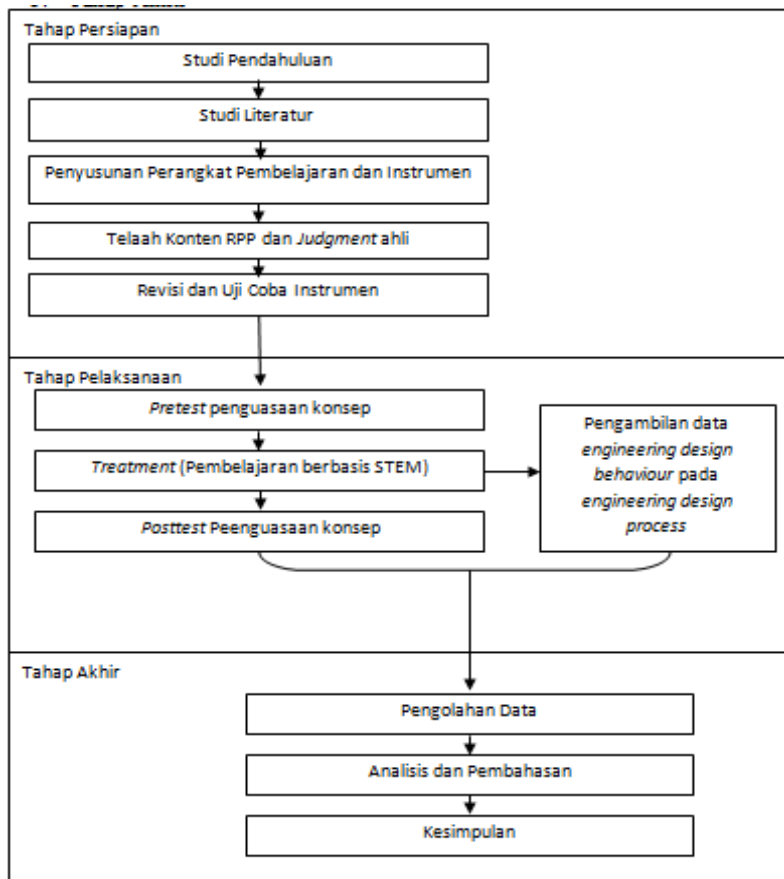 Tahap Persiapan
Studi Pendahuluan
Studi Literatur
Penyusunan Perangkat Pembelajaran dan Instrumen
Telaah Konten RPP dan Judgment ahli
Revisi dan Uji Coba Instrumen
Tahap Pelaksanaan
Pretest penguasaan konsep
Treatment (Pembelajaran berbasis STEM)
Posttest Peenguasaan konsep
Pengambilan data
engineering design
behaviour pada
engineering design
process
Tahap Akhir
Pengolahan Data
Analisis dan Pembahasan
Kesimpulan